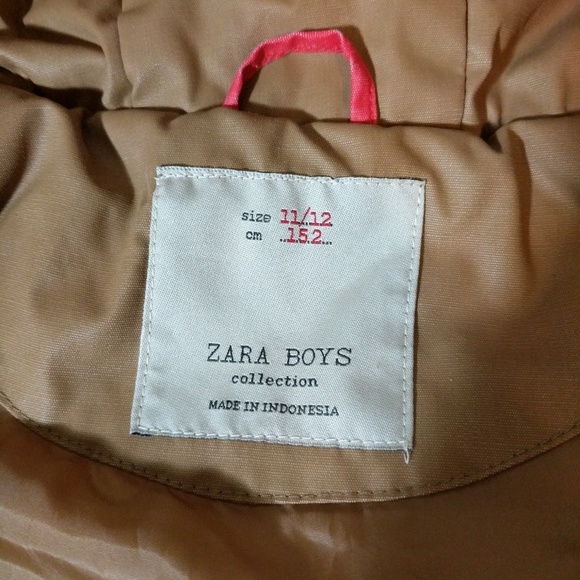 size 11/12
cm 152
ZARA BOYS
collection
MADE IN INDONESIA